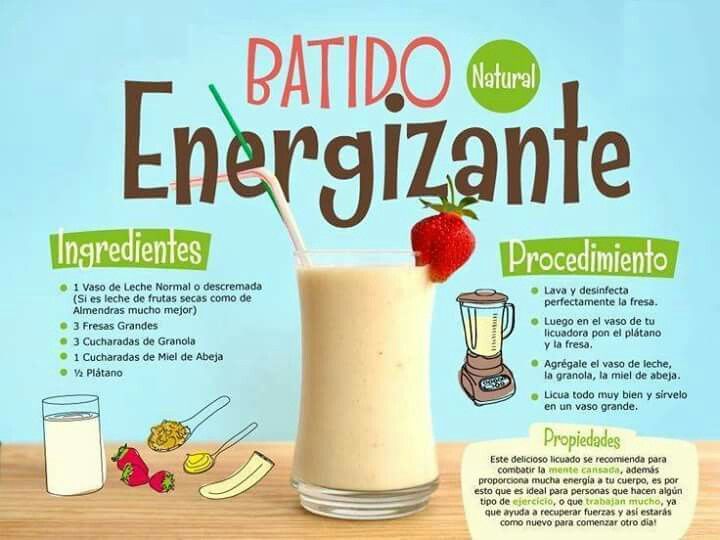 BATIDO
Natural
Energizante
Ingredientes
1 Vaso de Leche Normal o descremada
(Si es leche de frutas secas como de
Almendras mucho mejor)
3 Fresas Grandes
3 Cucharadas de Granola
1 Cucharadas de Miel de Abeja
½ Plátano
Procedimiento
Lava y desinfecta
perfectamente la fresa.
Luego en el vaso de tu
licuadora pon el plátano
y la fresa.
Agrégale el vaso de leche,
la granola, la miel de abeja.
Licua todo muy bien y sírvelo
en un vaso grande.
Propiedades
Este delicioso licuado se recomienda para
combatir la mente cansada, además
proporciona mucha energía a tu cuerpo, es por
esto que es ideal para personas que hacen algún
tipo de ejercicio, o que trabajan mucho, ya
que ayuda a recuperar fuerzas y así estarás
como nuevo para comenzar otro día!